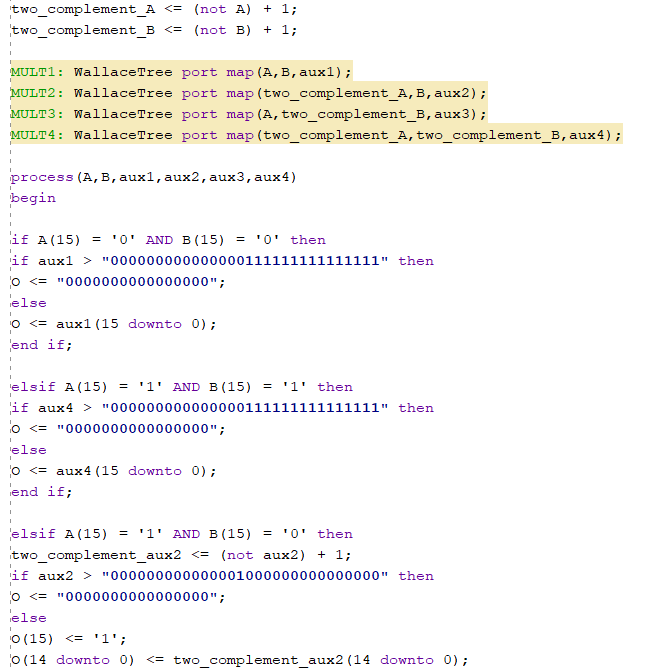 two_complement_A <= (not A) + 1;
two_complement_B <= (not B) + 1;
MULT1: WallaceTree port map(A,B,aux1);
MULT2: WallaceTree port map(two_complement_A,B,aux2);
MULT3: WallaceTree port map(A,two_complement_B,aux3);
MULT4: WallaceTree port map(two_complement_A,two_complement_B,aux4);
process(A,B,aux1,aux2,aux3,aux4)
begin
if A(15) = '0' AND B(15) = '0' then
if aux1 > "000000000000000111111111111111" then
O <= "0000000000000000";
else
O <= aux1(15 downto 0);
end if;
elsif A(15) = '1' AND B(15) = '1' then
if aux4 > "000000000000000111111111111111" then
O <= "0000000000000000";
else
O <= aux4(15 downto 0);
end if;
elsif A(15) = '1' AND B(15) = '0' then
two_complement_aux2 <= (not aux2) + 1;
if aux2 > "000000000000001000000000000000" then
O <= "0000000000000000";
else
O(15) <= '1';
O(14 downto 0) <= two_complement_aux2(14 downto 0);